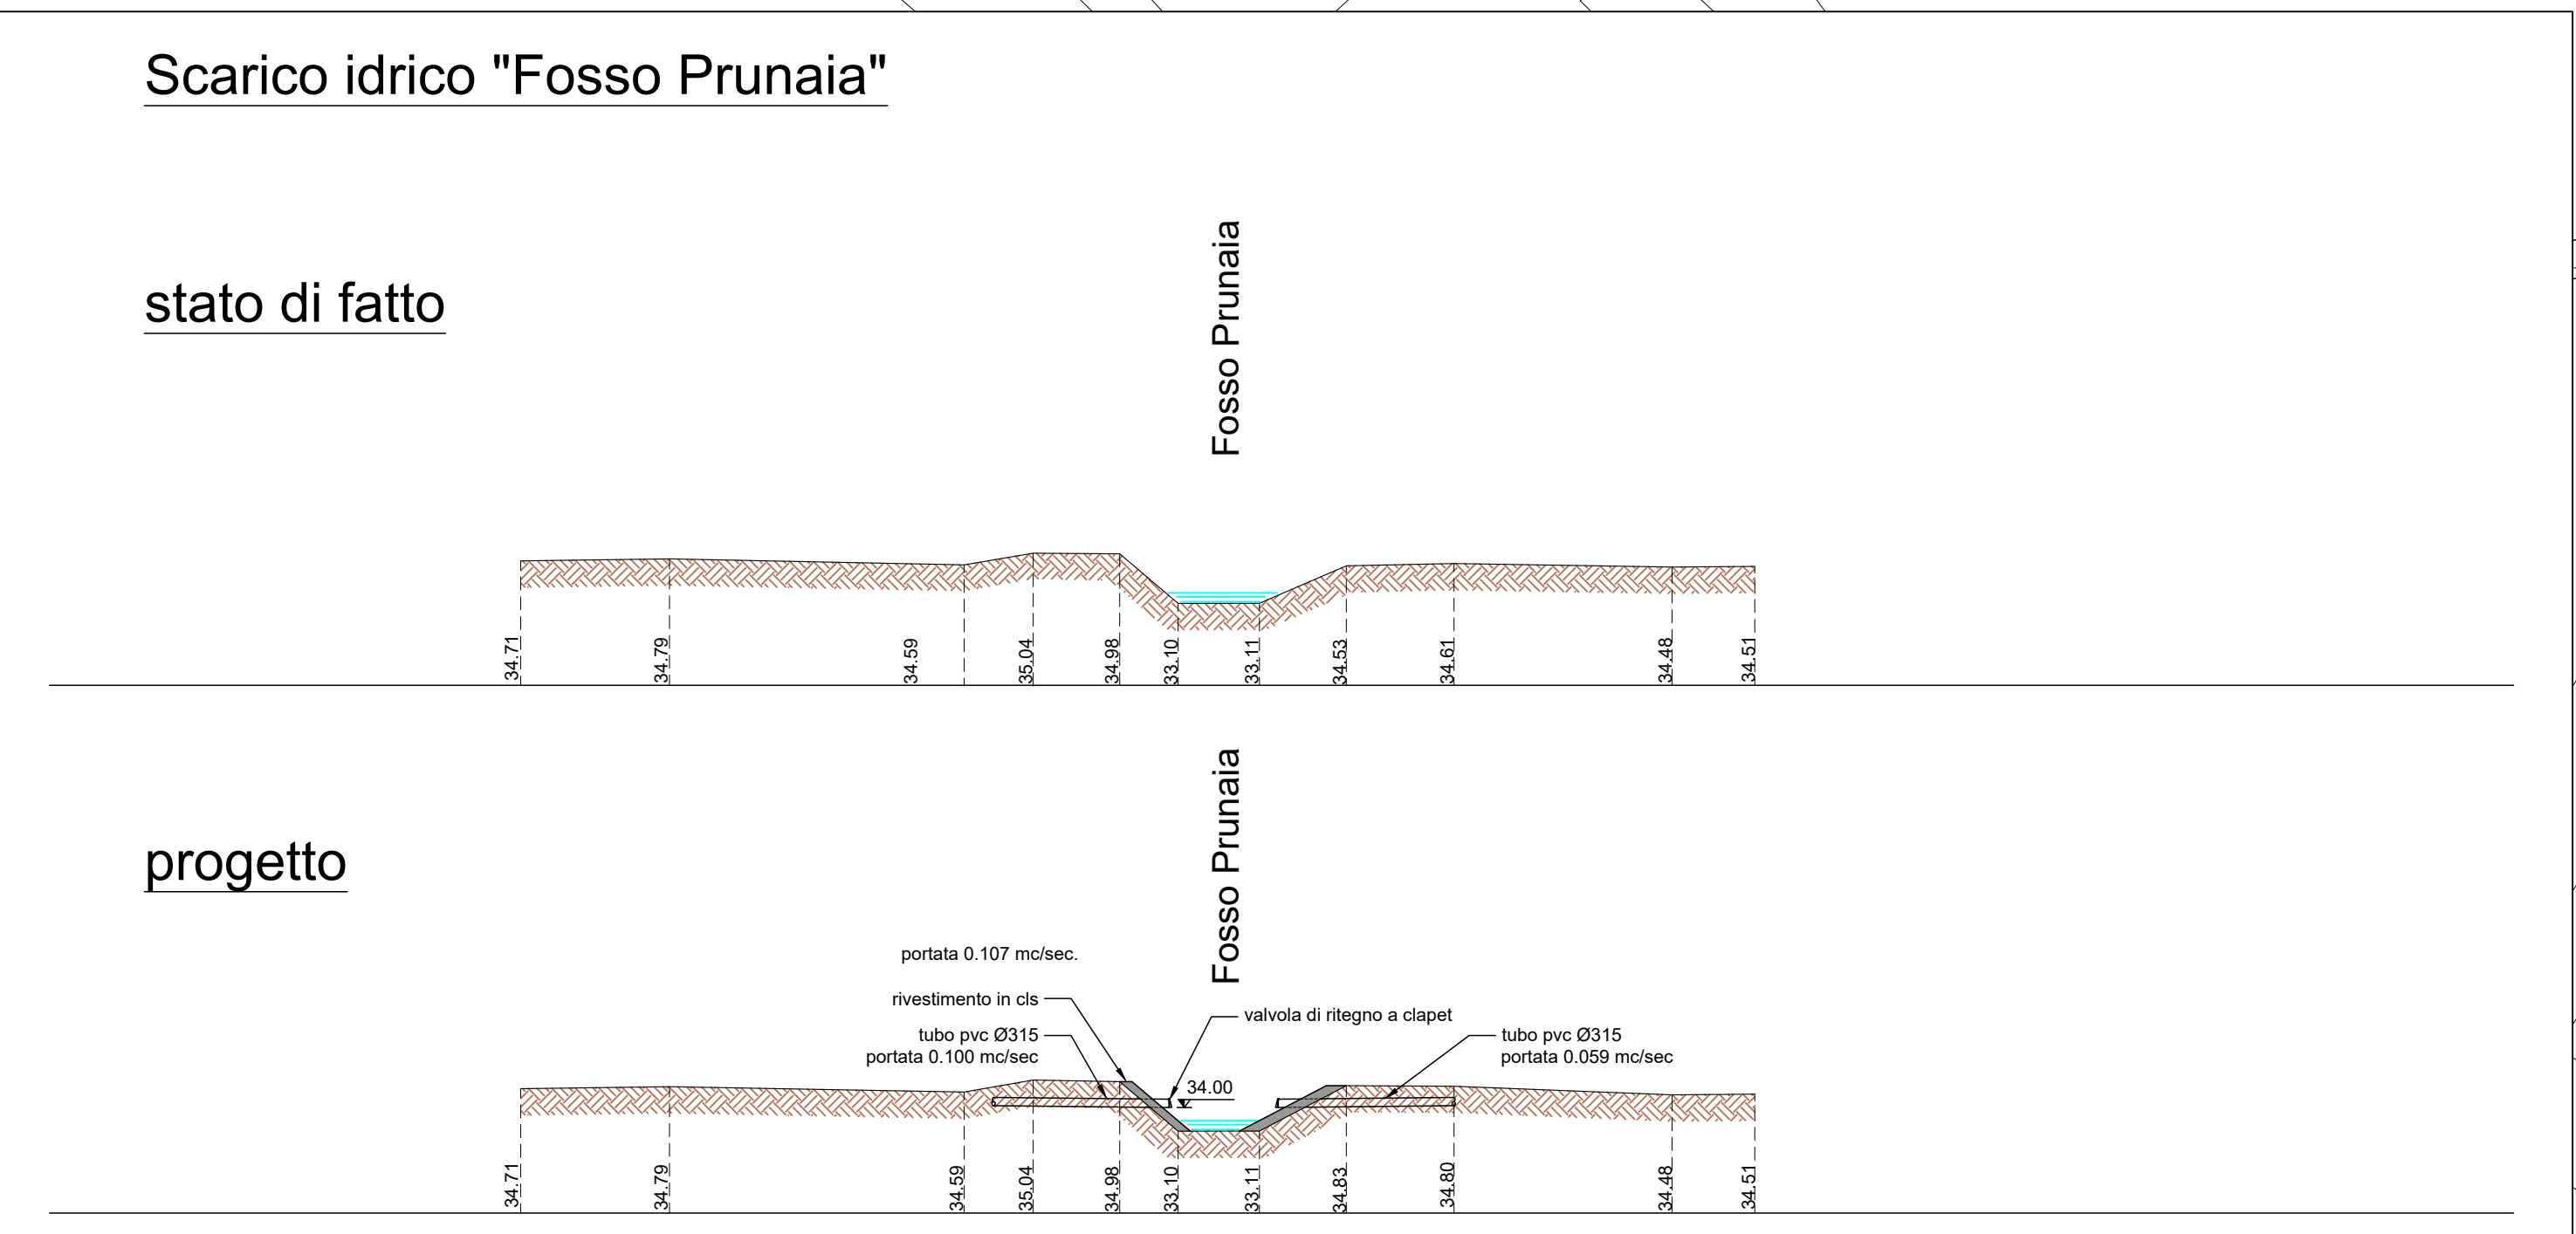 Scarico idrico "Fosso Prunaia"
stato di fatto
Fosso Prunaia
34.71
34.79
34.59
35.04
34.98
33.10
33.11
34.53
34.61
34.48
34.51
progetto
Fosso Prunaia
portata 0.107 mc/sec.
rivestimento in cls
valvola di ritegno a clapet
tubo pvc Ø315
portata 0.100 mc/sec
tubo pvc Ø315
portata 0.059 mc/sec
34.00
34.71
34.79
34.59
35.04
34.98
33.10
33.11
34.83
34.80
34.48
34.51